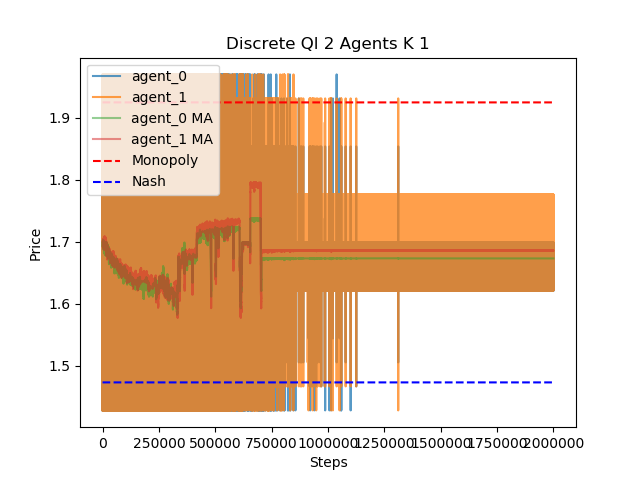 Discrete QI 2 Agents K 1
agent_0
agent_1
agent_0 MA
agent_1 MA
Monopoly
Nash
Price
1.9
1.8
1.7
1.6
1.5
0 250000 500000 750000 1000000 1250000 1500000 1750000 2000000
Steps